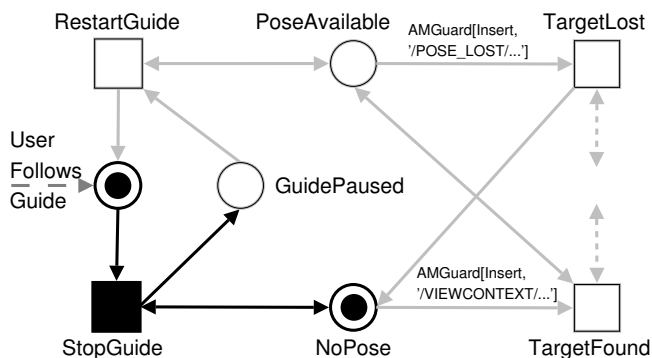 RestartGuide
PoseAvailable
TargetLost
AMGuard[Insert,
'/POSE_LOST/...']
User
Follows
Guide
GuidePaused
AMGuard[Insert,
'/VIEWCONTEXT/...']
StopGuide
NoPose
TargetFound